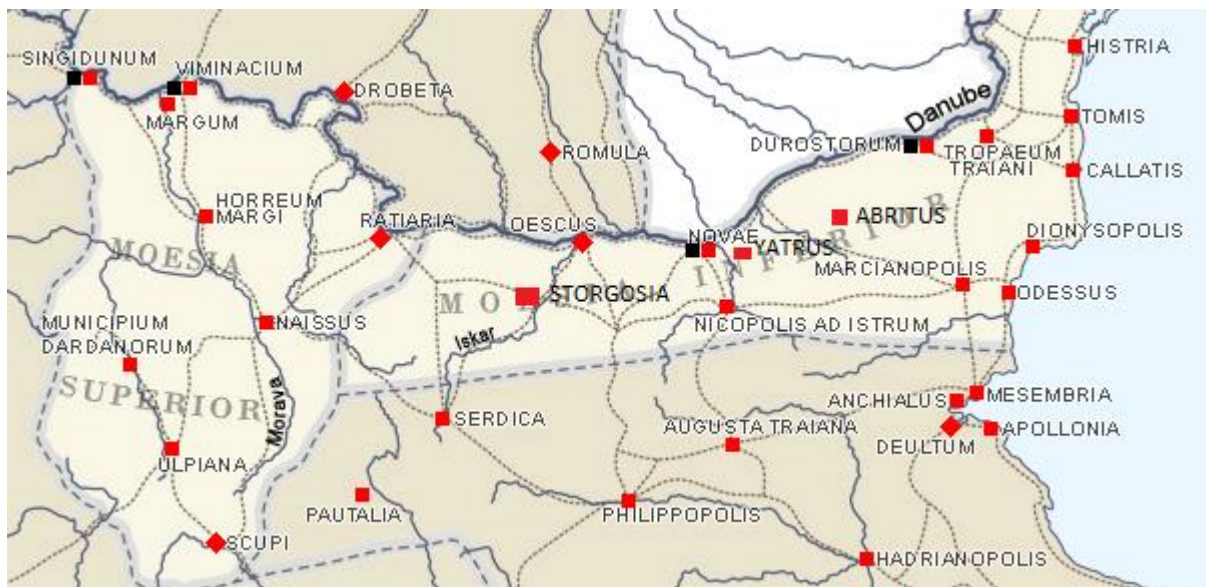 SINGIDUNUM
VIMINACIUM
MARGUM
DROBETA
HISTRIA
Danube
TOMIS
ROMULA
DUROSTORUM
TROPAEUM
TRAIANI
CALLATIS
HORREUM
MARGI
RATIARIA
OESCUS
NOVAE
YATRUS
ABRITUS
DIONYSOPOLIS
MOESIA
SUPERIOR
MOESIA INFERIOR
MARCIANOPOLIS
ODESSUS
STORGOSIA
NICOPOLIS AD ISTRUM
NAISSUS
MUNICIPIUM
DARDANORUM
Iskar
Morava
SERDICA
ANCHIALUS
MESEMBRIA
AUGUSTA TRAIANA
DEULTUM
APOLLONIA
ULPIANA
PAUTALIA
PHILIPPOPOLIS
SCUPI
HADRIANOPOLIS